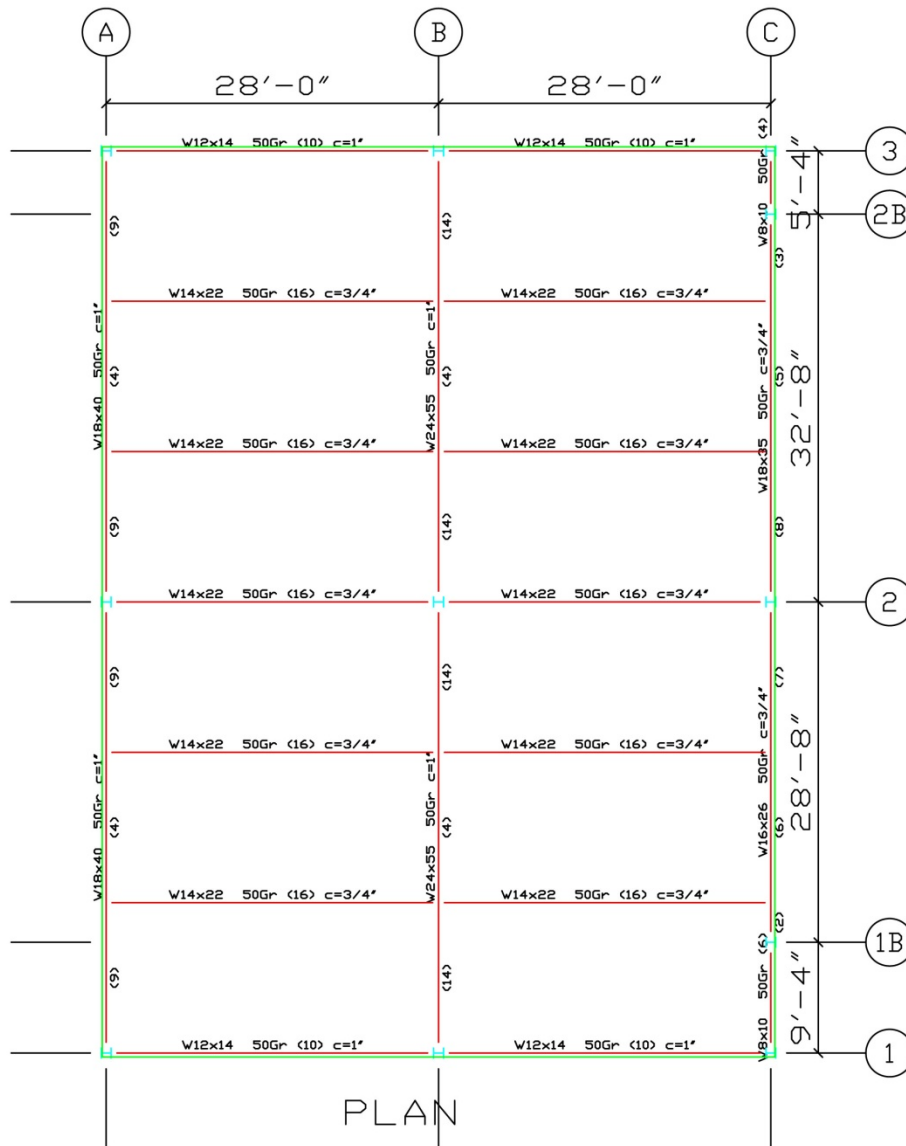 A B C
28'-0" 28'-0"
W12x14 50Gr (10) c=1" W12x14 50Gr (10) c=1"
W8x10 50Gr (4)
3
5'-4"
2B
(9) (14) (3)
W14x22 50Gr (16) c=3/4" W14x22 50Gr (16) c=3/4"
W18x40 50Gr c=1" W24x55 50Gr c=1" W18x35 50Gr c=3/4"
(4) (4) (5)
32'-8"
W14x22 50Gr (16) c=3/4" W14x22 50Gr (16) c=3/4"
(9) (14) (8)
W14x22 50Gr (16) c=3/4" W14x22 50Gr (16) c=3/4"
2
(9) (14) (7)
W14x22 50Gr (16) c=3/4" W14x22 50Gr (16) c=3/4"
W18x40 50Gr c=1" W24x55 50Gr c=1" W16x26 50Gr c=3/4"
(4) (4) (6)
28'-8"
W14x22 50Gr (16) c=3/4" W14x22 50Gr (16) c=3/4"
(2)
1B
W8x10 50Gr (6)
(9) (14)
9'-4"
W12x14 50Gr (10) c=1" W12x14 50Gr (10) c=1"
1
PLAN